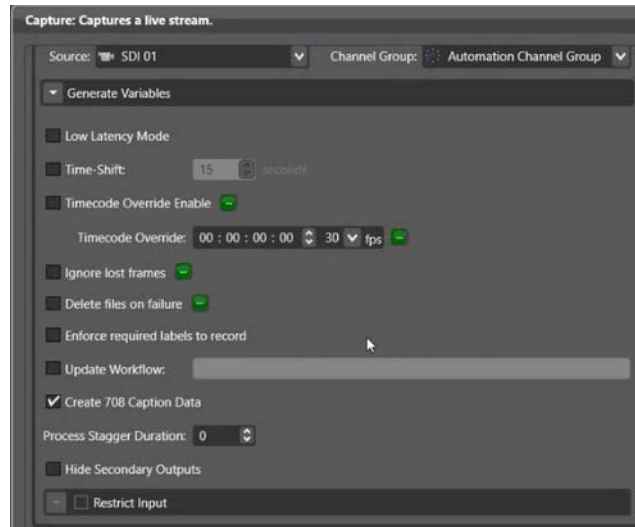 Capture: Captures a live stream.
Source: SDI 01 Channel Group: Automation Channel Group
Generate Variables
Low Latency Mode
Time-Shift: 15 seconds
Timecode Override Enable
Timecode Override: 00 : 00 : 00 : 00 30 fps
Ignore lost frames
Delete files on failure
Enforce required labels to record
Update Workflow:
Create 708 Caption Data
Process Stagger Duration: 0
Hide Secondary Outputs
Restrict Input